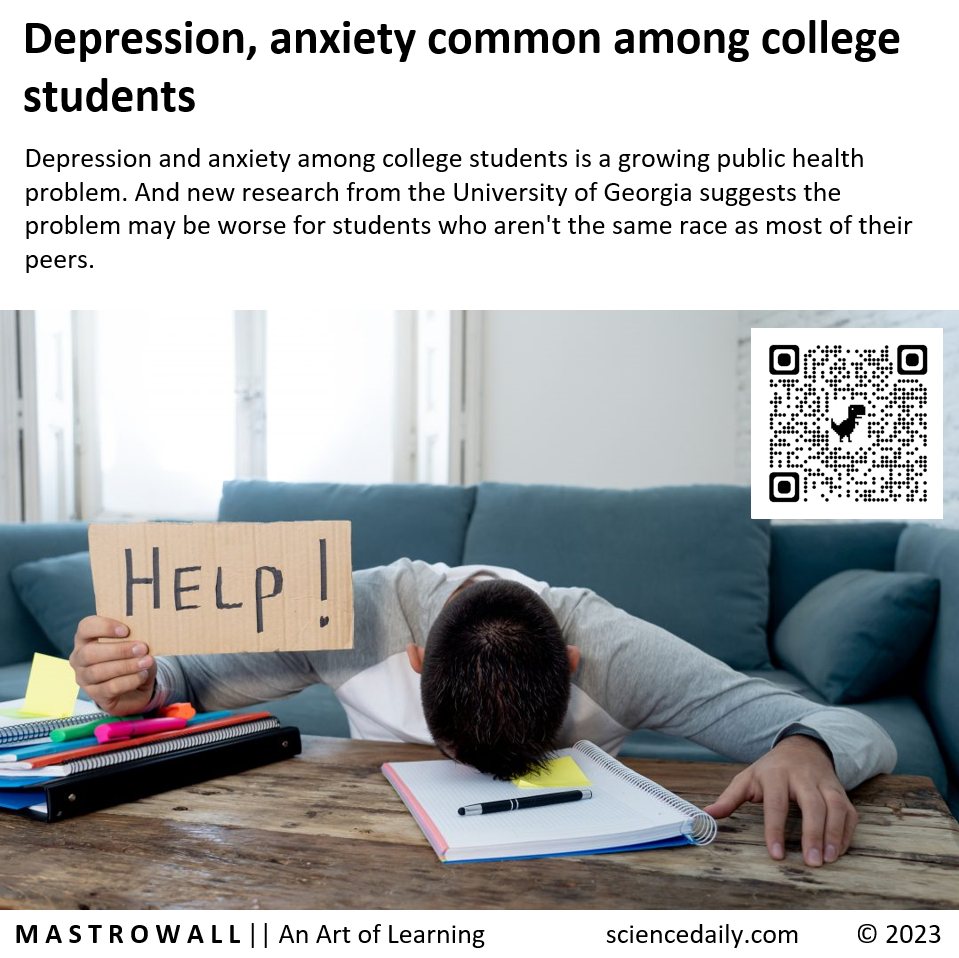 Depression, anxiety common among college
students
Depression and anxiety among college students is a growing public health
problem. And new research from the University of Georgia suggests the
problem may be worse for students who aren't the same race as most of their
peers.
HELP !
MASTROWALL || An Art of Learning sciencedaily.com © 2023